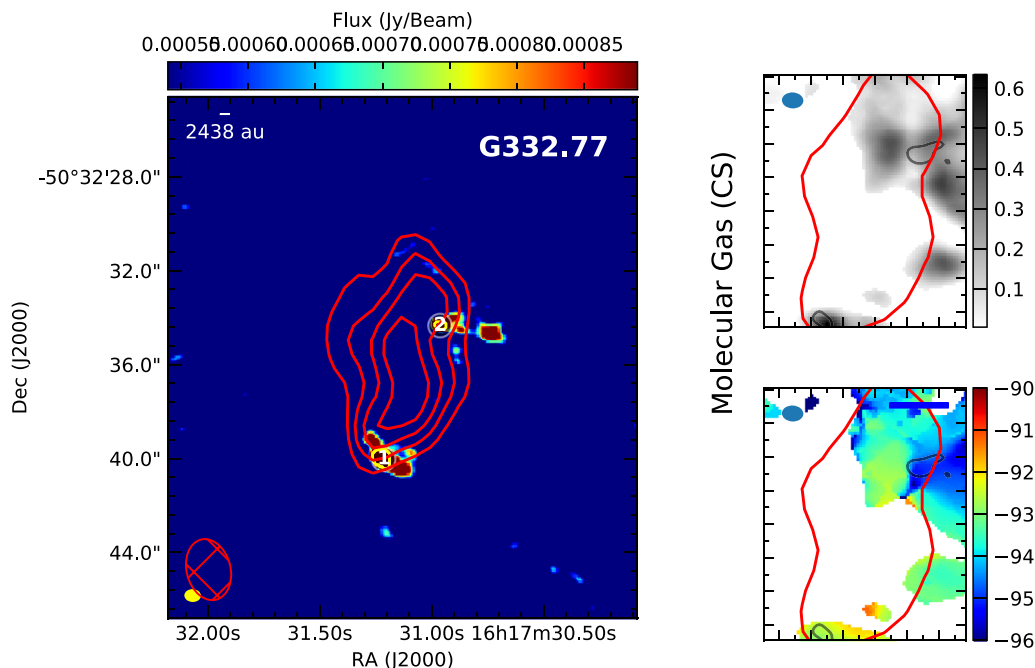 Flux (Jy/Beam)
0.00055 0.00060 0.00065 0.00070 0.00075 0.00080 0.00085
2438 au
G332.77
-50°32'28.0"
32.0"
36.0"
40.0"
44.0"
Dec (J2000)
2
1
32.00s 31.50s 31.00s 16h17m30.50s
RA (J2000)
Molecular Gas (CS)
0.6
0.5
0.4
0.3
0.2
0.1
−90
−91
−92
−93
−94
−95
−96